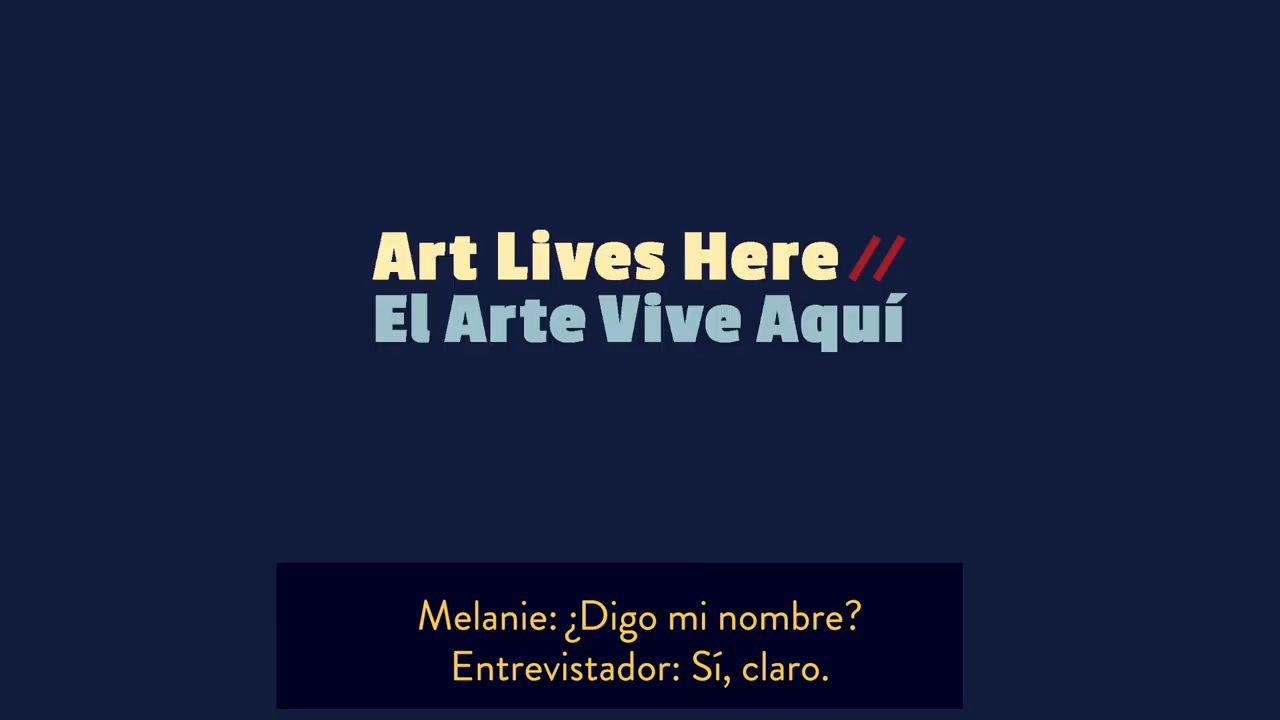 Art Lives Here //
El Arte Vive Aquí
Melanie: ¿Digo mi nombre?
Entrevistador: Sí, claro.